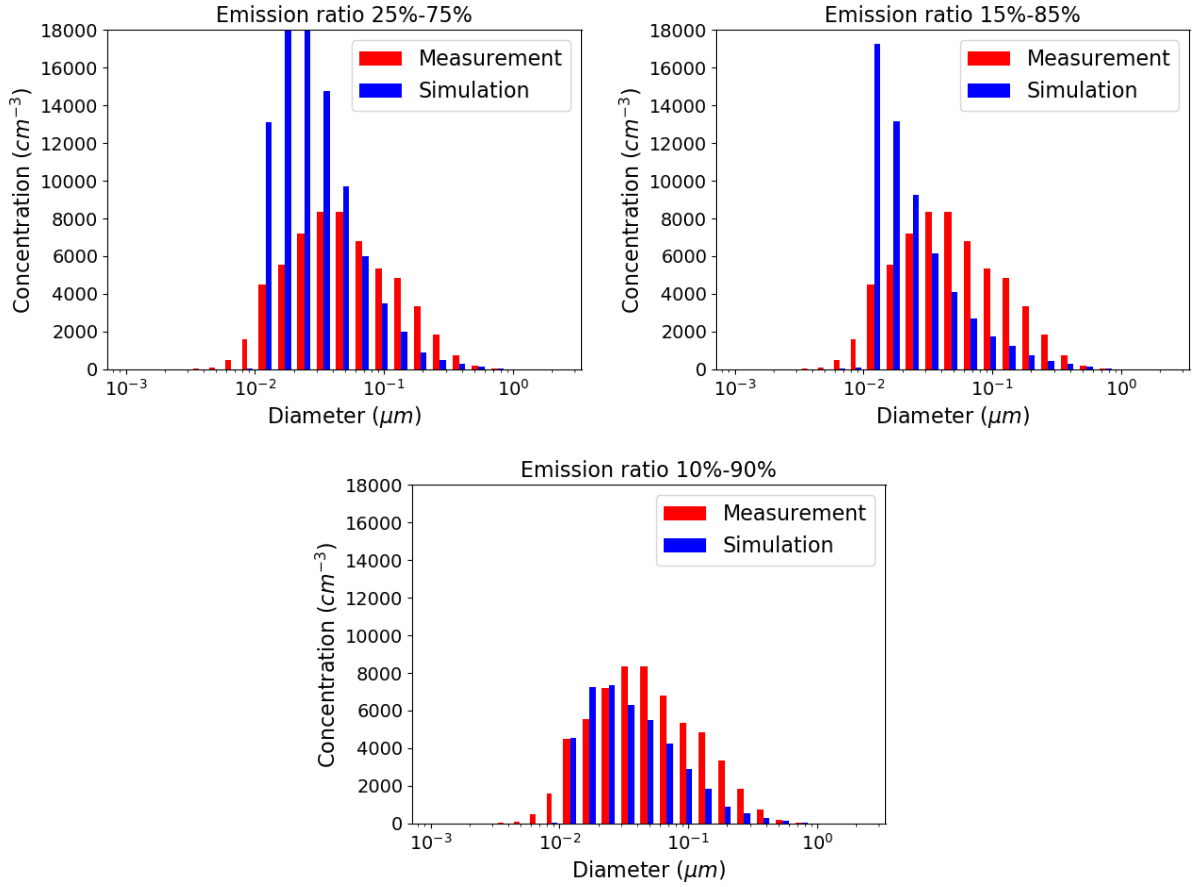 Emission ratio 25%-75%
Concentration (cm⁻³)
18000
16000
14000
12000
10000
8000
6000
4000
2000
0
Measurement
Simulation
10⁻³
10⁻²
10⁻¹
10⁰
Diameter (μm)
Emission ratio 15%-85%
Concentration (cm⁻³)
18000
16000
14000
12000
10000
8000
6000
4000
2000
0
Measurement
Simulation
10⁻³
10⁻²
10⁻¹
10⁰
Diameter (μm)
Emission ratio 10%-90%
Concentration (cm⁻³)
18000
16000
14000
12000
10000
8000
6000
4000
2000
0
Measurement
Simulation
10⁻³
10⁻²
10⁻¹
10⁰
Diameter (μm)